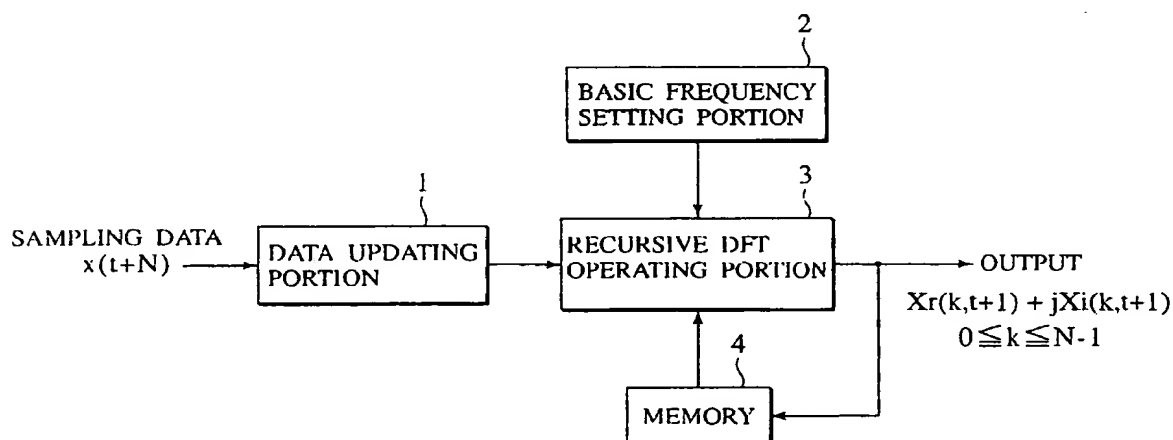 2
BASIC FREQUENCY
SETTING PORTION
1
3
SAMPLING DATA
x(t+N)
DATA UPDATING
PORTION
RECURSIVE DFT
OPERATING PORTION
OUTPUT
Xr(k,t+1) + jXi(k,t+1)
0≦k≦N-1
4
MEMORY